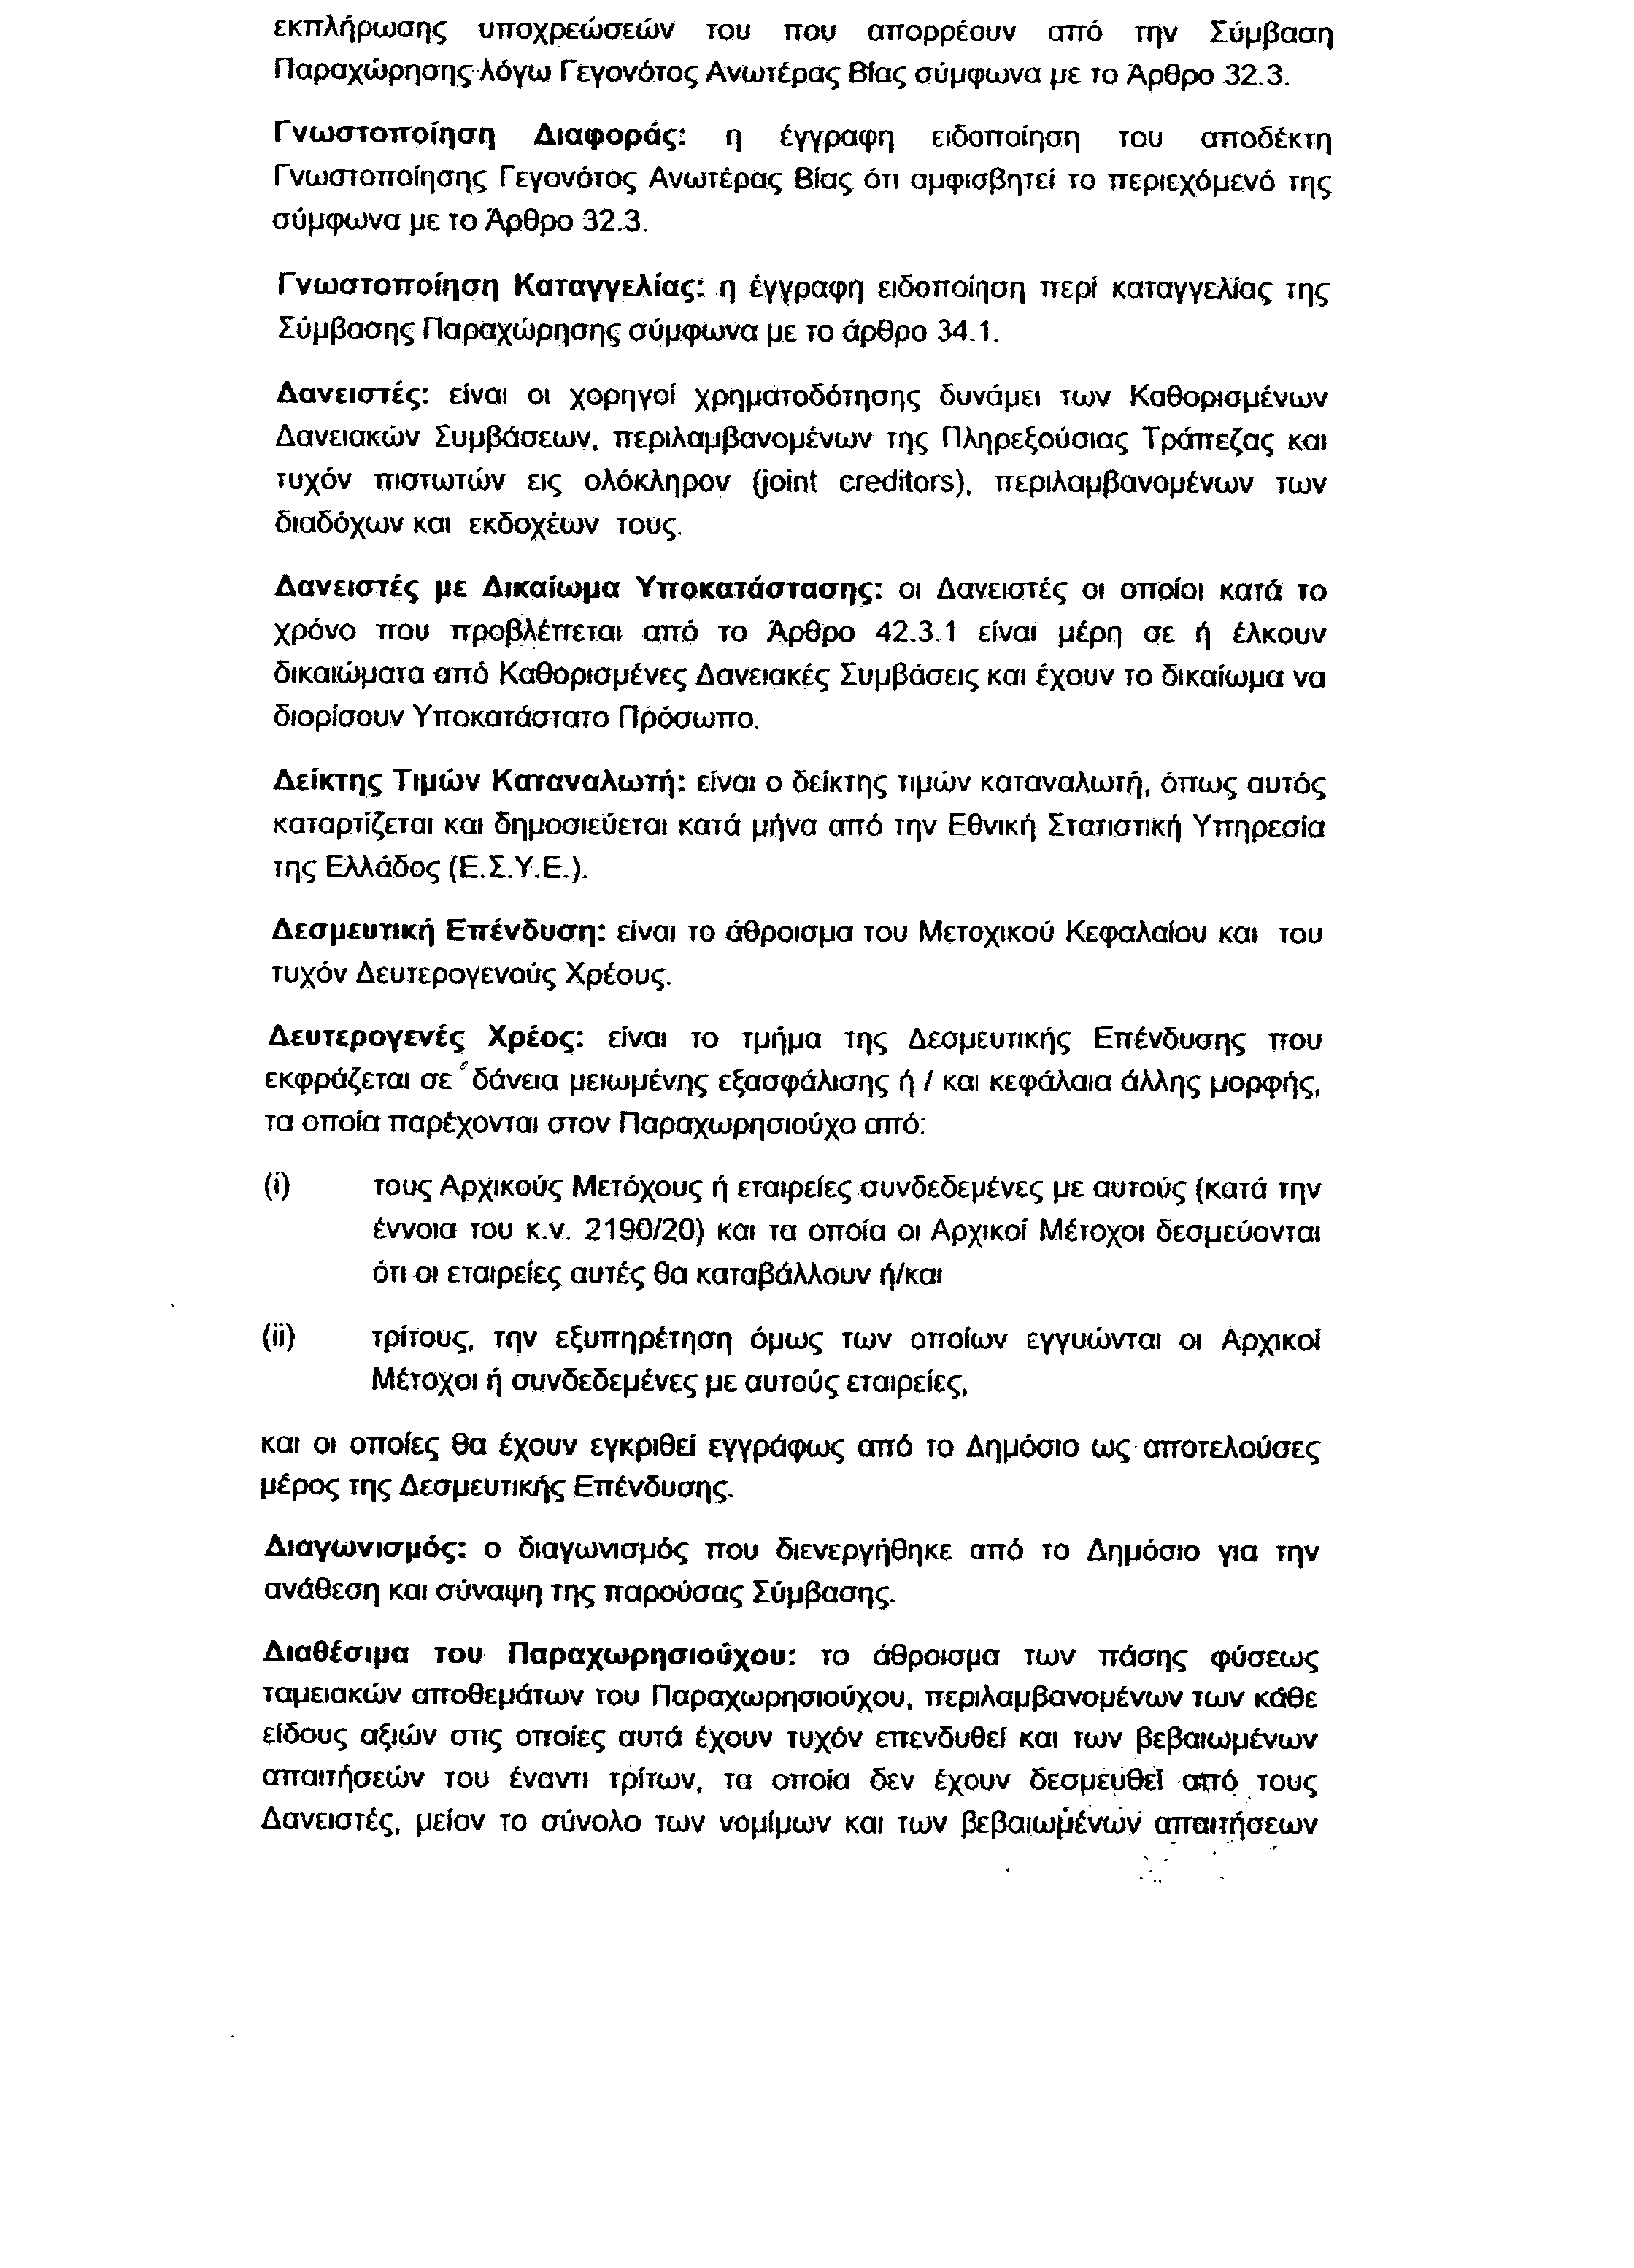 εκπλήρωσης υποχρεώσεών του που απορρέουν από την Σύμβαση
Παραχώρησης λόγω Γεγονότος Ανωτέρας Βίας σύμφωνα με το Άρθρο 32.3.
Γνωστοποίηση Διαφοράς: η έγγραφη ειδοποίηση του αποδέκτη
Γνωστοποίησης Γεγονότος Ανωτέρας Βίας ότι αμφισβητεί το περιεχόμενό της
σύμφωνα με το Άρθρο 32.3.
Γνωστοποίηση Καταγγελίας: η έγγραφη ειδοποίηση περί καταγγελίας της
Σύμβασης Παραχώρησης σύμφωνα με το άρθρο 34.1.
Δανειστές: είναι οι χορηγοί χρηματοδότησης δυνάμει των Καθορισμένων
Δανειακών Συμβάσεων, περιλαμβανομένων της Πληρεξούσιας Τράπεζας και
τυχόν πιστωτών εις ολόκληρον (joint creditors), περιλαμβανομένων των
διαδόχων και εκδοχέων τους.
Δανειστές με Δικαίωμα Υποκατάστασης: οι Δανειστές οι οποίοι κατά το
χρόνο που προβλέπεται από το Άρθρο 42.3.1 είναι μέρη σε ή έλκουν
δικαιώματα από Καθορισμένες Δανειακές Συμβάσεις και έχουν το δικαίωμα να
διορίσουν Υποκατάστατο Πρόσωπο.
Δείκτης Τιμών Καταναλωτή: είναι ο δείκτης τιμών καταναλωτή, όπως αυτός
καταρτίζεται και δημοσιεύεται κατά μήνα από την Εθνική Στατιστική Υπηρεσία
της Ελλάδος (Ε.Σ.Υ.Ε.).
Δεσμευτική Επένδυση: είναι το άθροισμα του Μετοχικού Κεφαλαίου και του
τυχόν Δευτερογενούς Χρέους.
Δευτερογενές Χρέος: είναι το τμήμα της Δεσμευτικής Επένδυσης που
εκφράζεται σε δάνεια μειωμένης εξασφάλισης ή / και κεφάλαια άλλης μορφής,
τα οποία παρέχονται στον Παραχωρησιούχο από:
(i) τους Αρχικούς Μετόχους ή εταιρείες συνδεδεμένες με αυτούς (κατά την
έννοια του κ.ν. 2190/20) και τα οποία οι Αρχικοί Μέτοχοι δεσμεύονται
ότι οι εταιρείες αυτές θα καταβάλλουν ή/και
(ii) τρίτους, την εξυπηρέτηση όμως των οποίων εγγυώνται οι Αρχικοί
Μέτοχοι ή συνδεδεμένες με αυτούς εταιρείες,
και οι οποίες θα έχουν εγκριθεί εγγράφως από το Δημόσιο ως αποτελούσες
μέρος της Δεσμευτικής Επένδυσης.
Διαγωνισμός: ο διαγωνισμός που διενεργήθηκε από το Δημόσιο για την
ανάθεση και σύναψη της παρούσας Σύμβασης.
Διαθέσιμα του Παραχωρησιούχου: το άθροισμα των πάσης φύσεως
ταμειακών αποθεμάτων του Παραχωρησιούχου, περιλαμβανομένων των κάθε
είδους αξιών στις οποίες αυτά έχουν τυχόν επενδυθεί και των βεβαιωμένων
απαιτήσεών του έναντι τρίτων, τα οποία δεν έχουν δεσμευθεί από τους
Δανειστές, μείον το σύνολο των νομίμων και των βεβαιωμένων απαιτήσεων